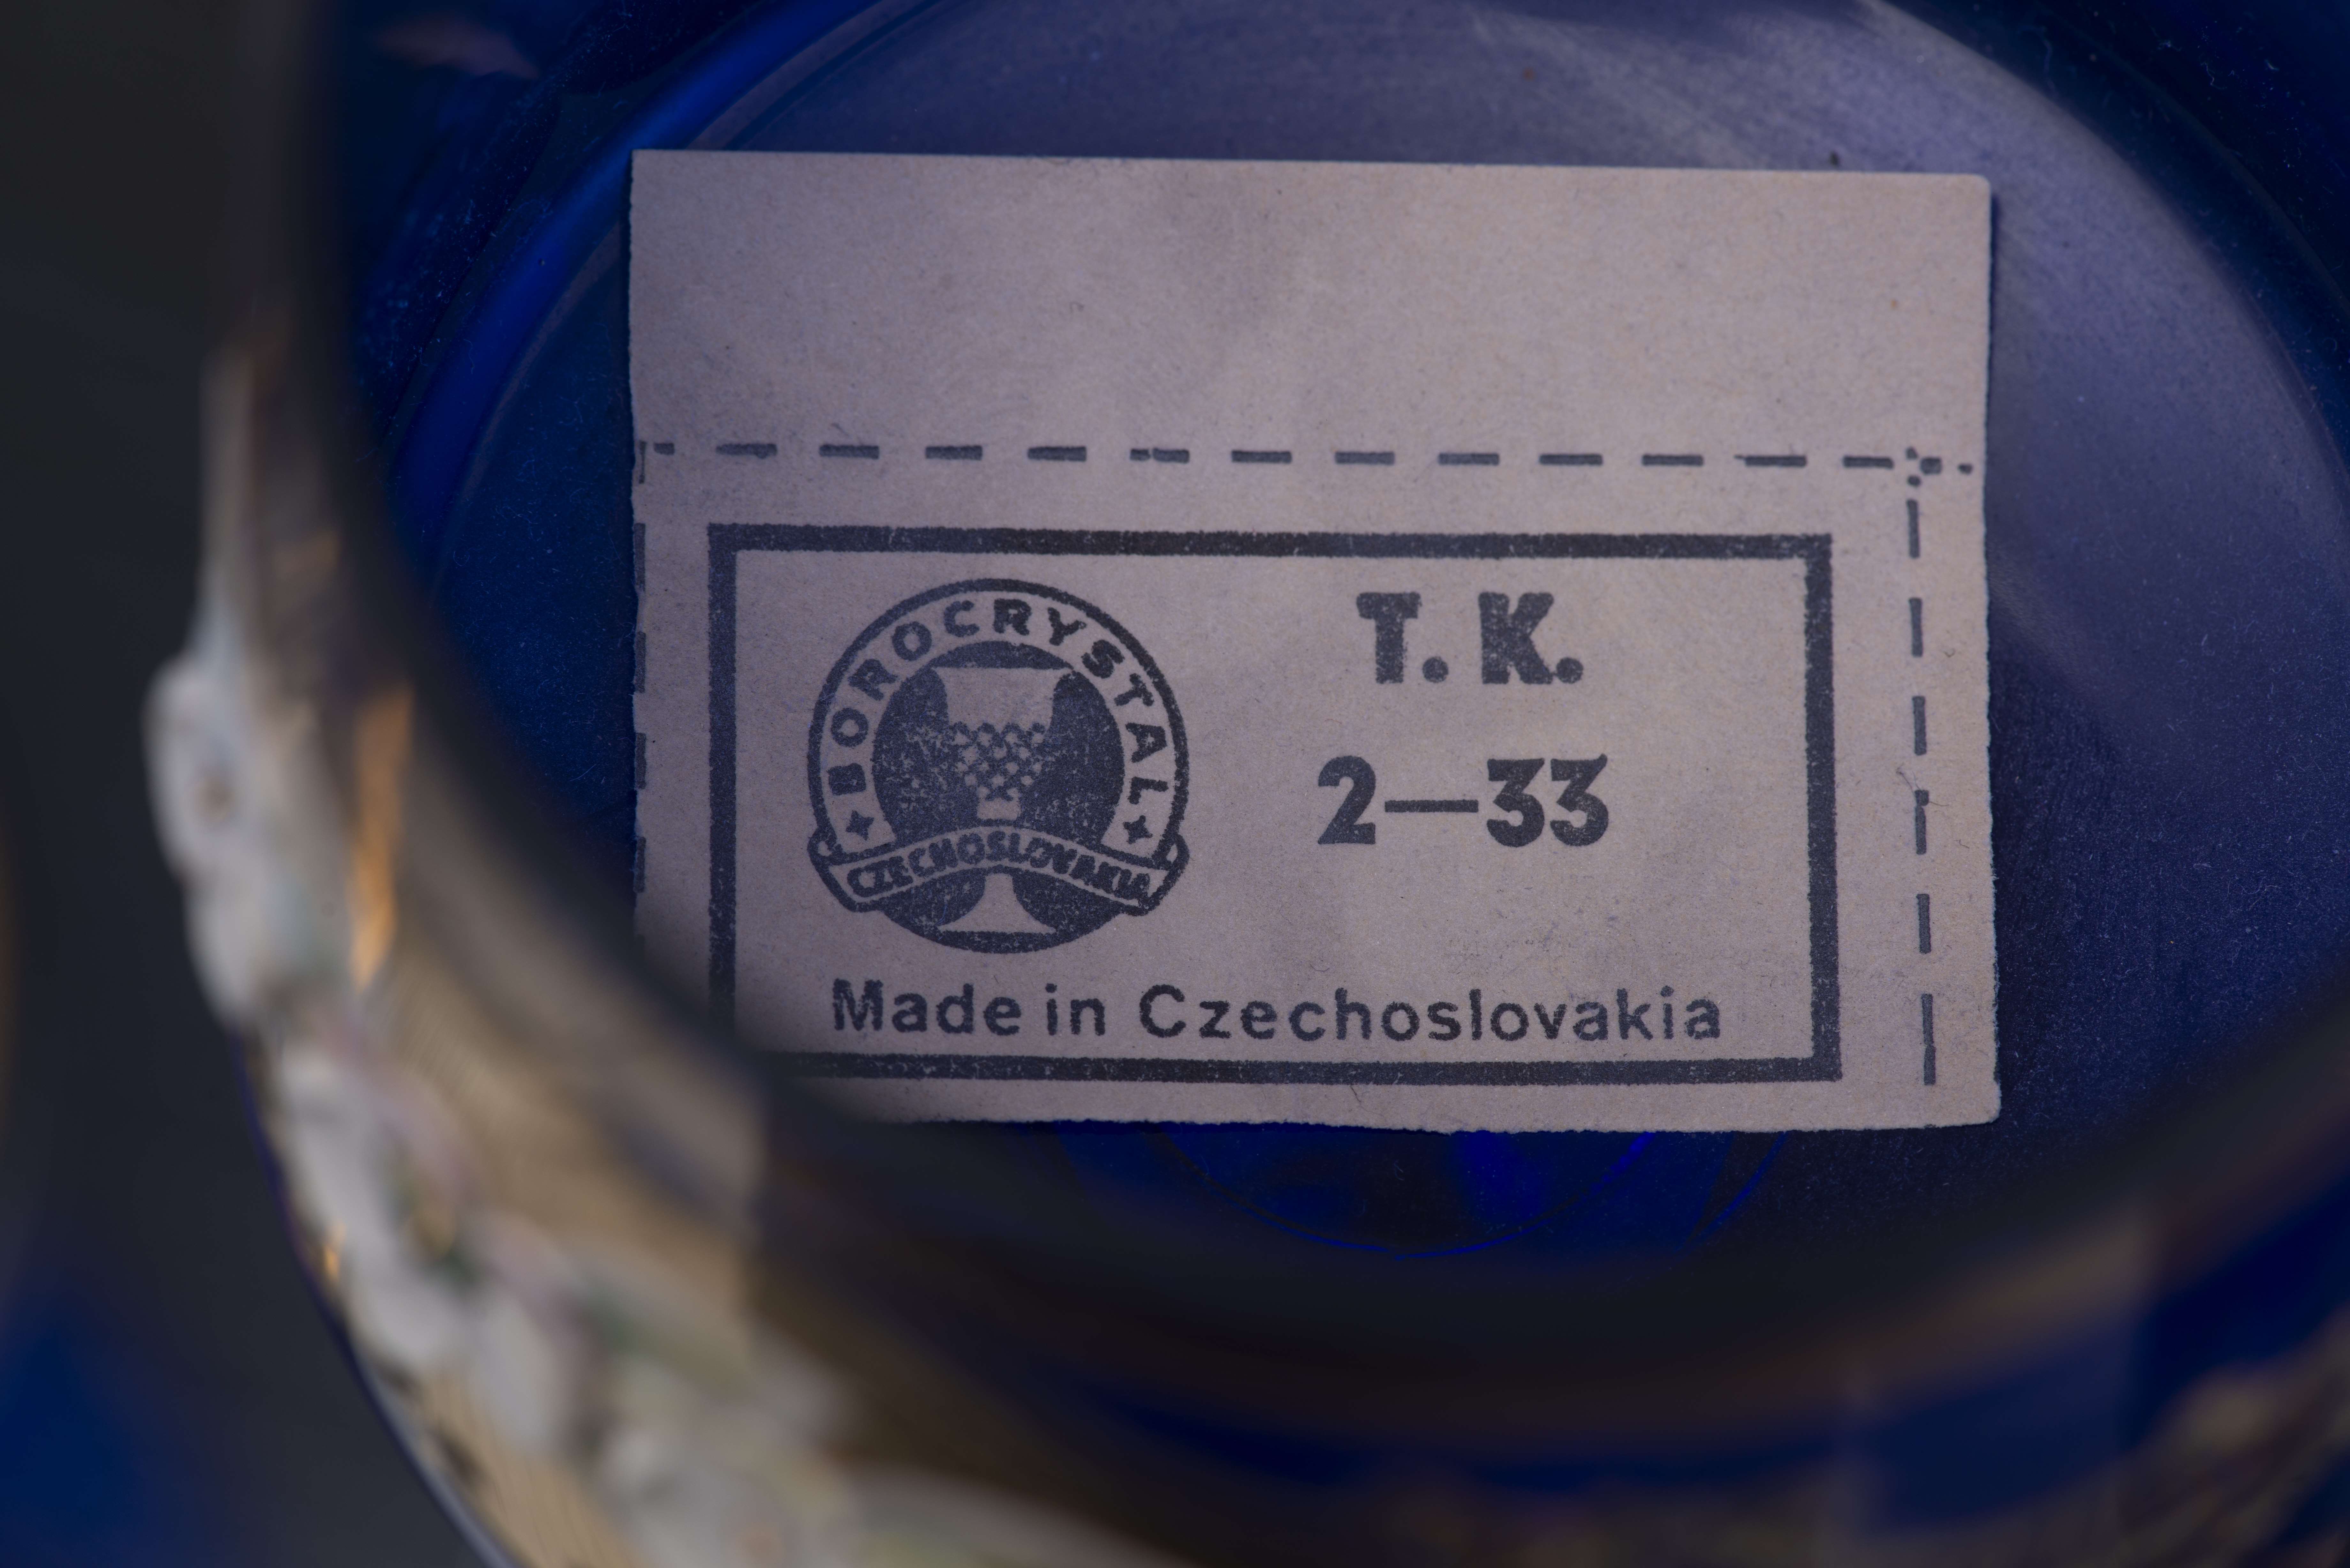 BOROCRYSTAL
CZECHOSLOVAKIA
T. K.
2—33
Made in Czechoslovakia